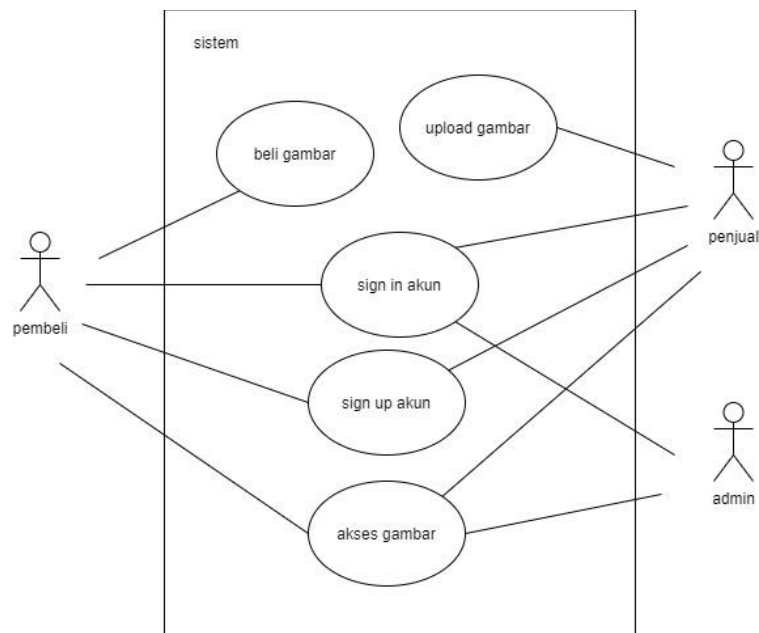 sistem
upload gambar
beli gambar
penjual
sign in akun
pembeli
sign up akun
admin
akses gambar